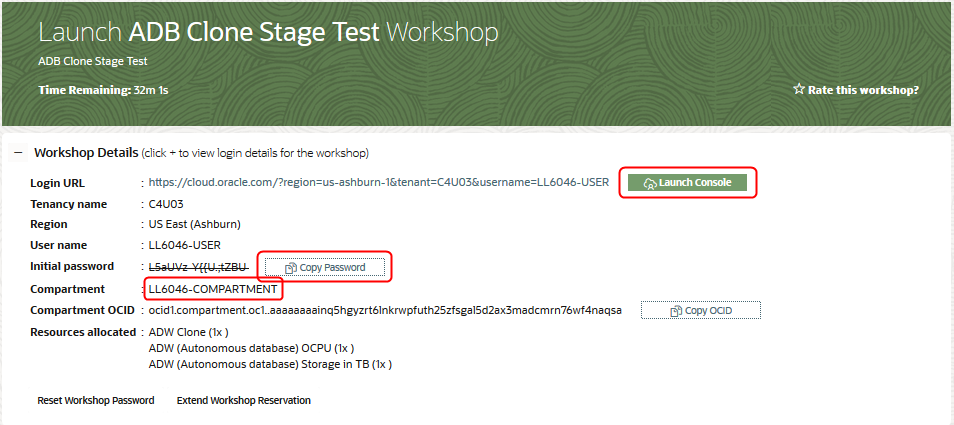 Launch ADB Clone Stage Test Workshop
ADB Clone Stage Test
Time Remaining: 32m 1s
☆ Rate this workshop?
− Workshop Details (click + to view login details for the workshop)
Login URL : https://cloud.oracle.com/?region=us-ashburn-1&tenant=C4U03&username=LL6046-USER Launch Console
Tenancy name : C4U03
Region : US East (Ashburn)
User name : LL6046-USER
Initial password : L5aUVz-Y{{U.;tZBU Copy Password
Compartment : LL6046-COMPARTMENT
Compartment OCID : ocid1.compartment.oc1..aaaaaaaainq5hgyzrt6lnkrwpfuth25zfsgal5d2ax3madcmrn76wf4naqsa Copy OCID
Resources allocated : ADW Clone (1x )
ADW (Autonomous database) OCPU (1x )
ADW (Autonomous database) Storage in TB (1x )
Reset Workshop Password Extend Workshop Reservation